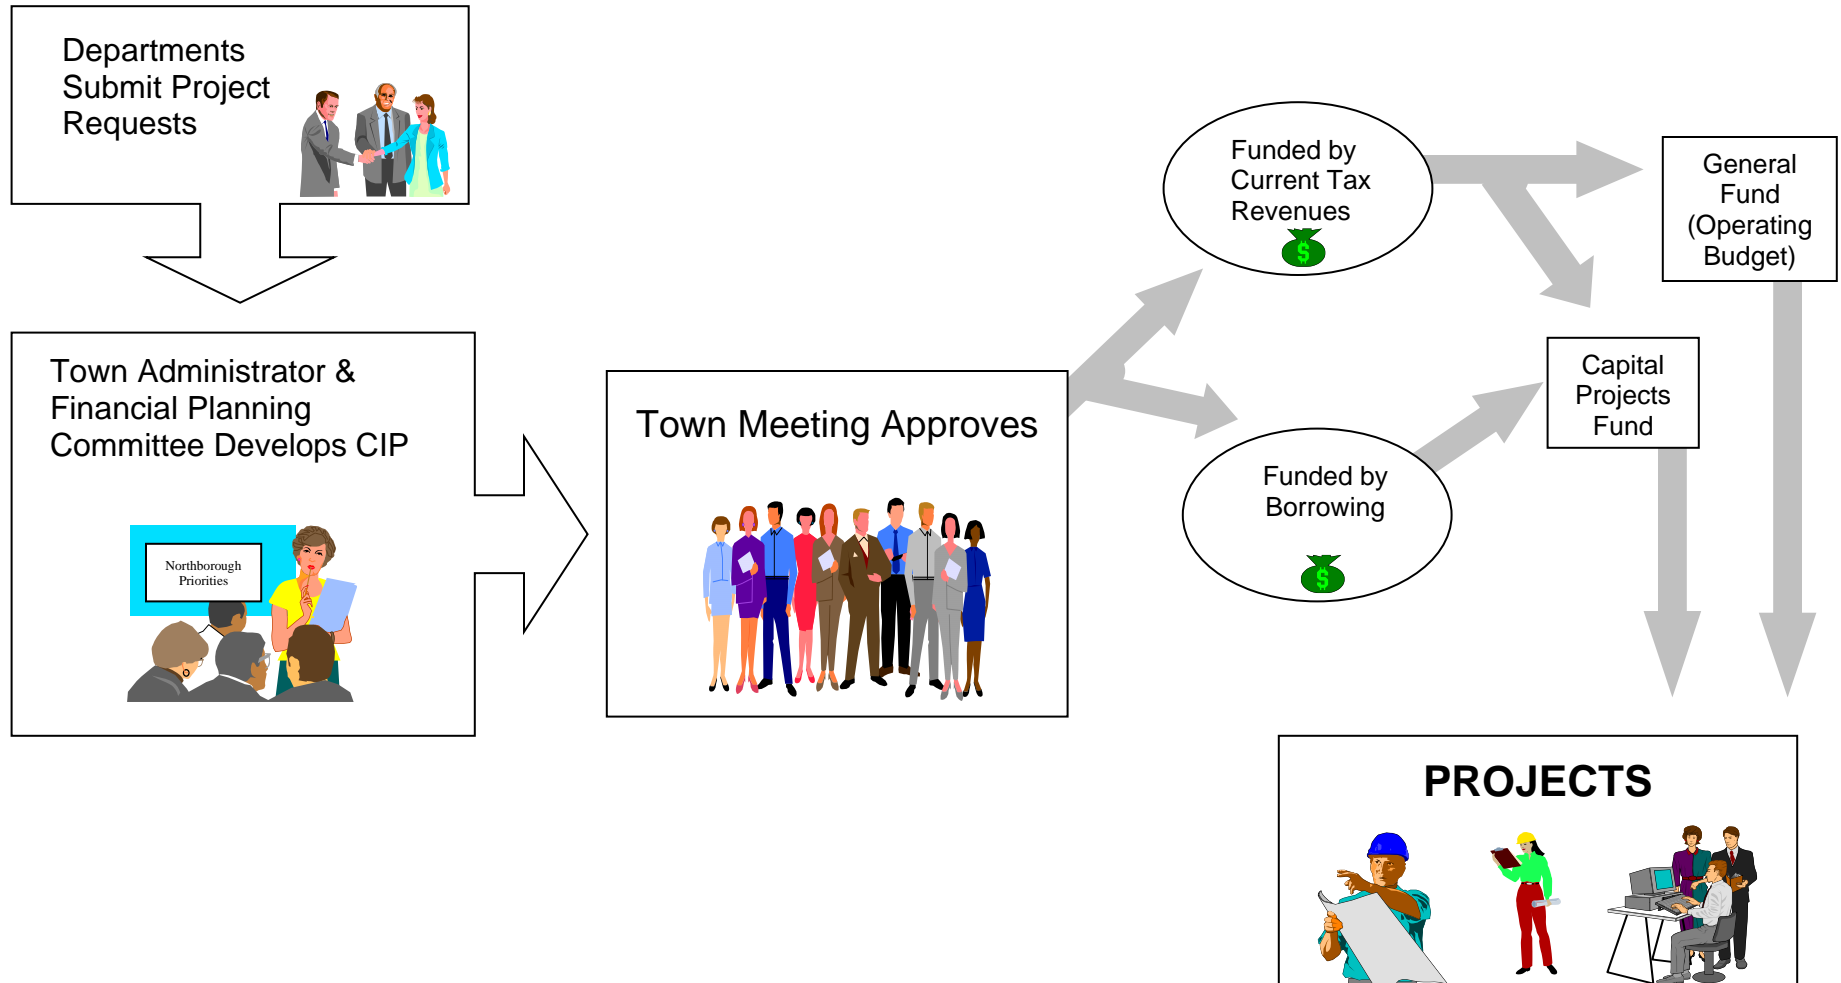 Departments
Submit Project
Requests
Town Administrator &
Financial Planning
Committee Develops CIP
Northborough
Priorities
Town Meeting Approves
Funded by
Current Tax
Revenues
$
Funded by
Borrowing
$
General
Fund
(Operating
Budget)
Capital
Projects
Fund
PROJECTS